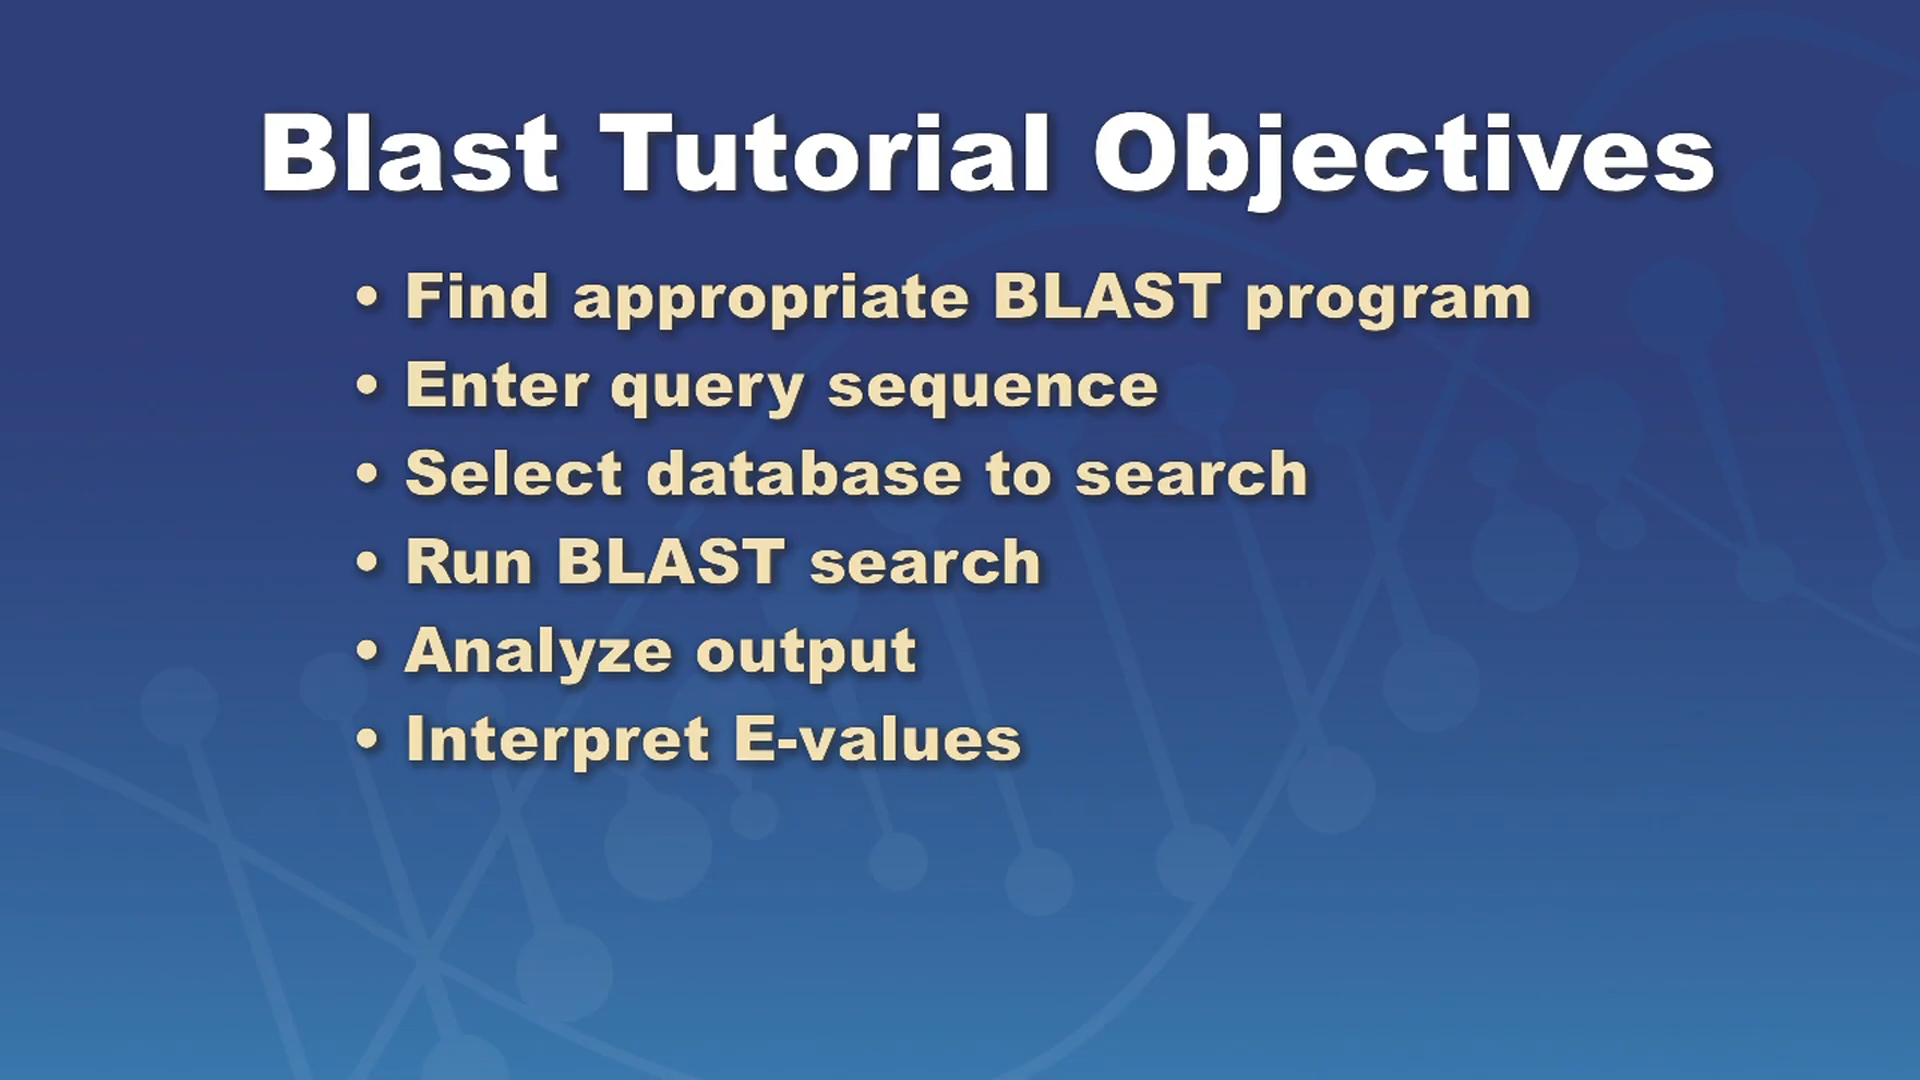 Blast Tutorial Objectives
• Find appropriate BLAST program
• Enter query sequence
• Select database to search
• Run BLAST search
• Analyze output
• Interpret E-values